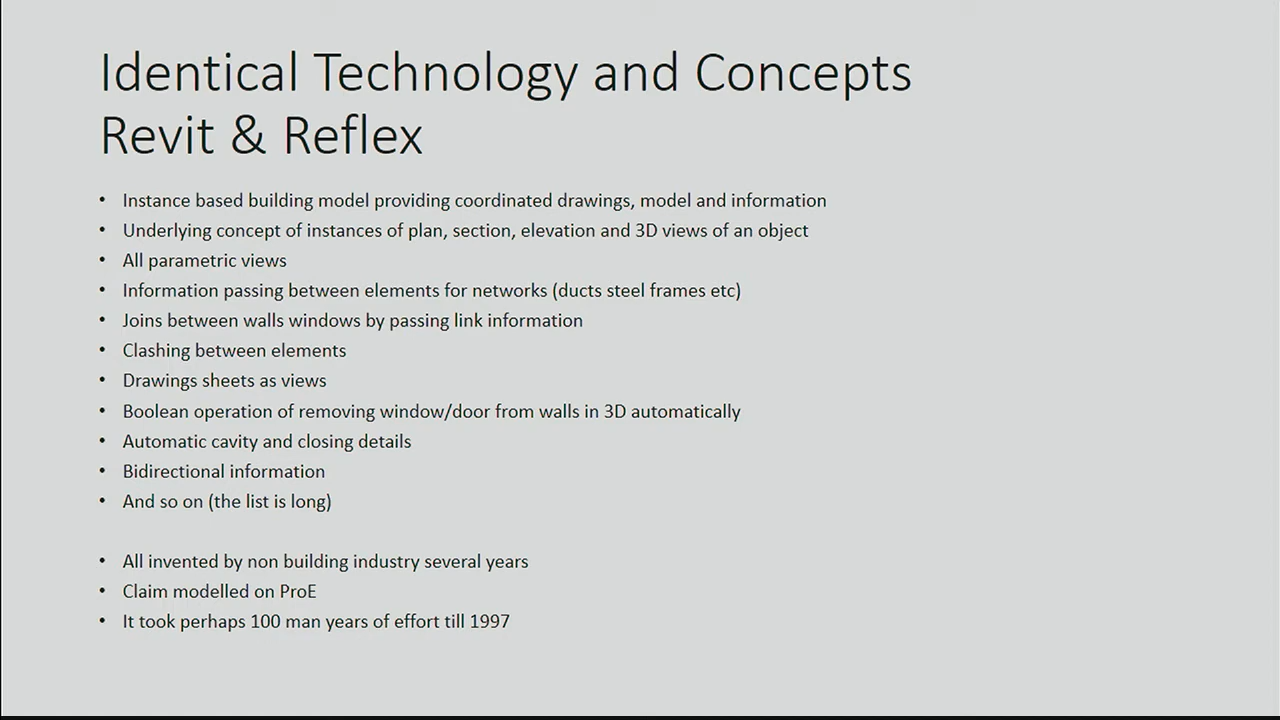 Identical Technology and Concepts
Revit & Reflex
• Instance based building model providing coordinated drawings, model and information
• Underlying concept of instances of plan, section, elevation and 3D views of an object
• All parametric views
• Information passing between elements for networks (ducts steel frames etc)
• Joins between walls windows by passing link information
• Clashing between elements
• Drawings sheets as views
• Boolean operation of removing window/door from walls in 3D automatically
• Automatic cavity and closing details
• Bidirectional information
• And so on (the list is long)
• All invented by non building industry several years
• Claim modelled on ProE
• It took perhaps 100 man years of effort till 1997